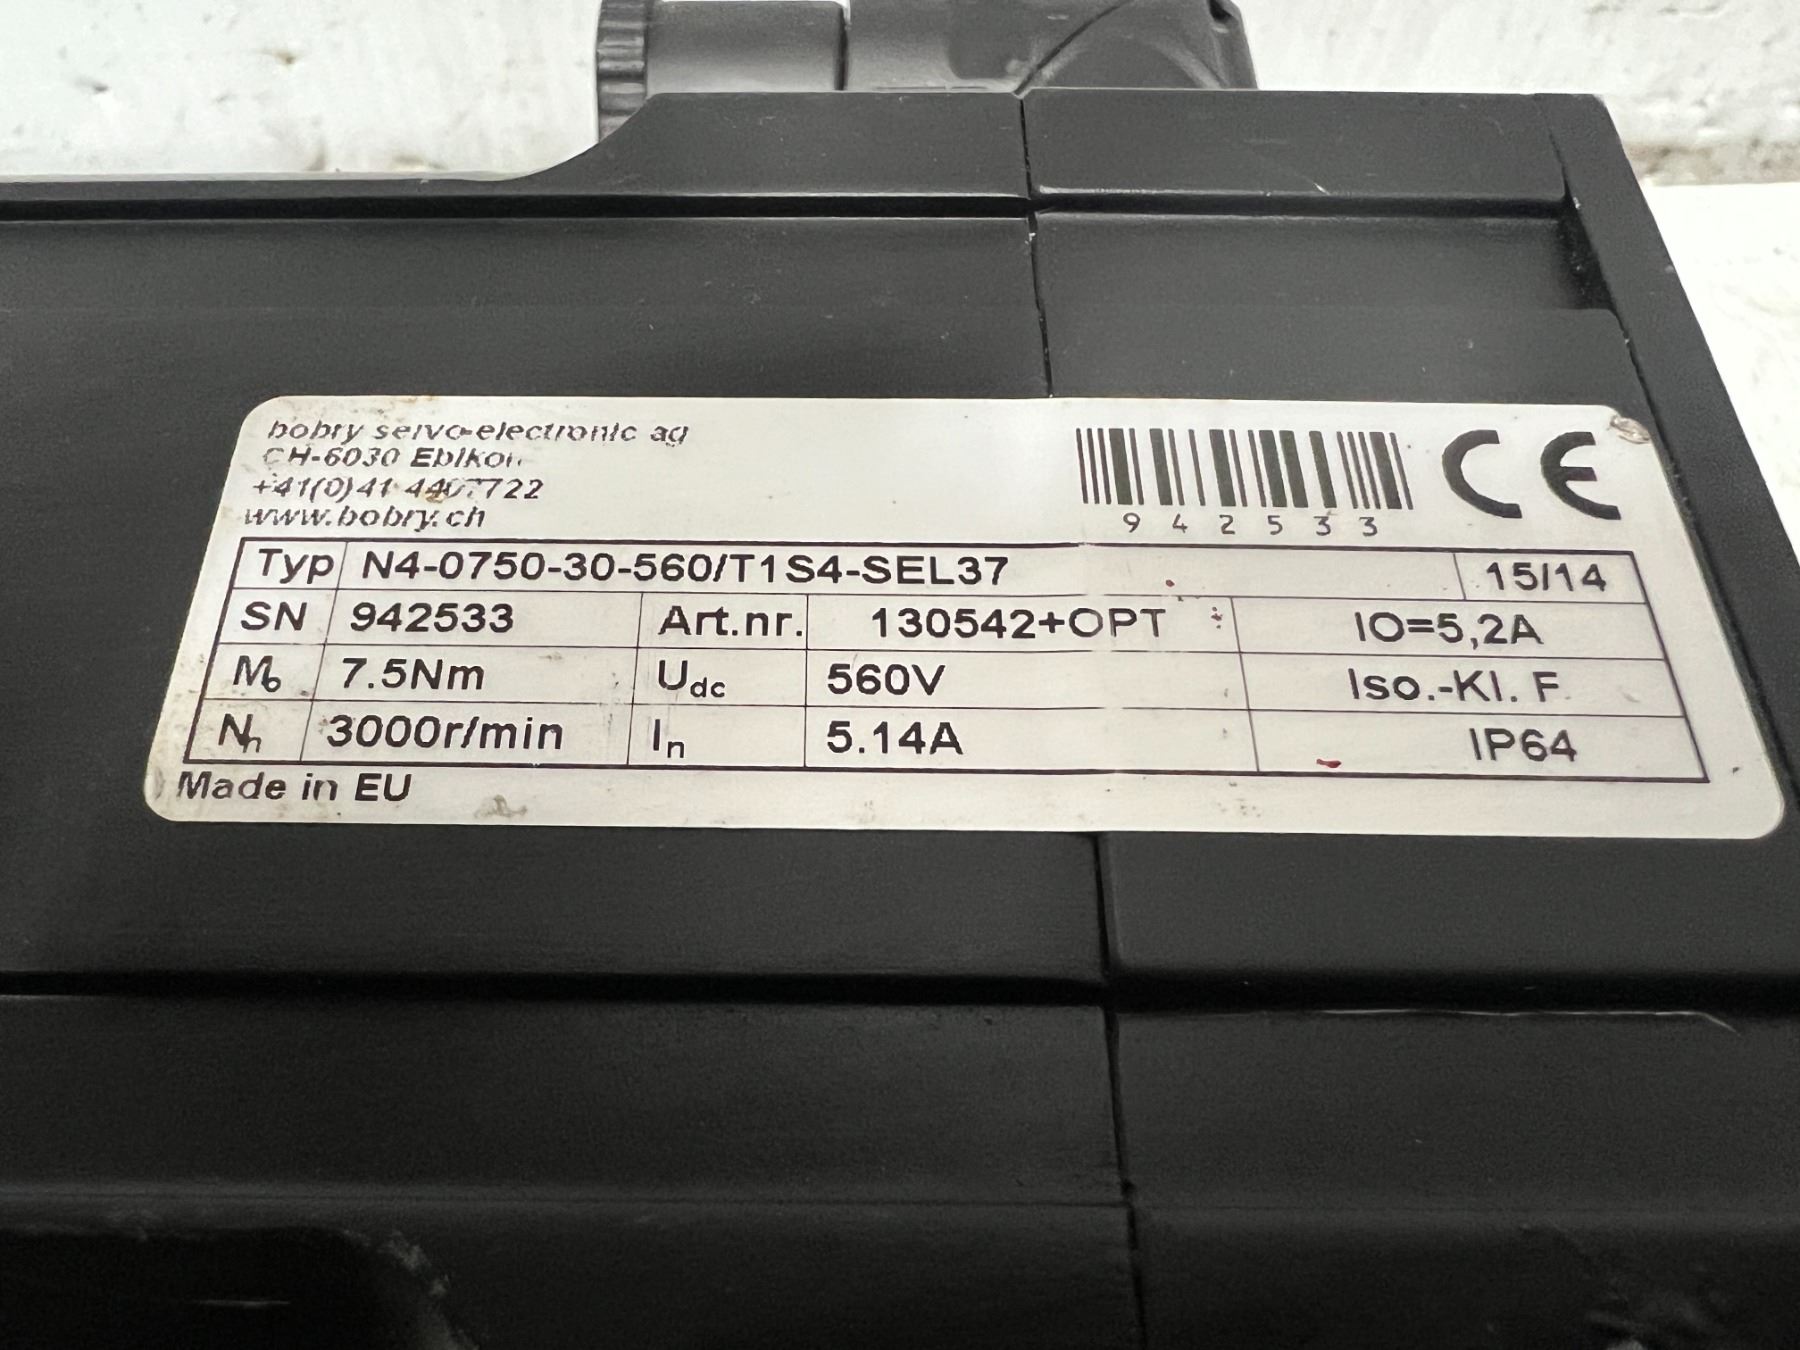 bobry servo-electronic ag
CH-6030 Ebikon
+41(0)41 4407722
www.bobry.ch
942533
CE
Typ N4-0750-30-560/T1S4-SEL37 15/14
SN 942533 Art.nr. 130542+OPT IO=5,2A
Mo 7.5Nm Udc 560V Iso.-Kl. F
Nn 3000r/min In 5.14A IP64
Made in EU